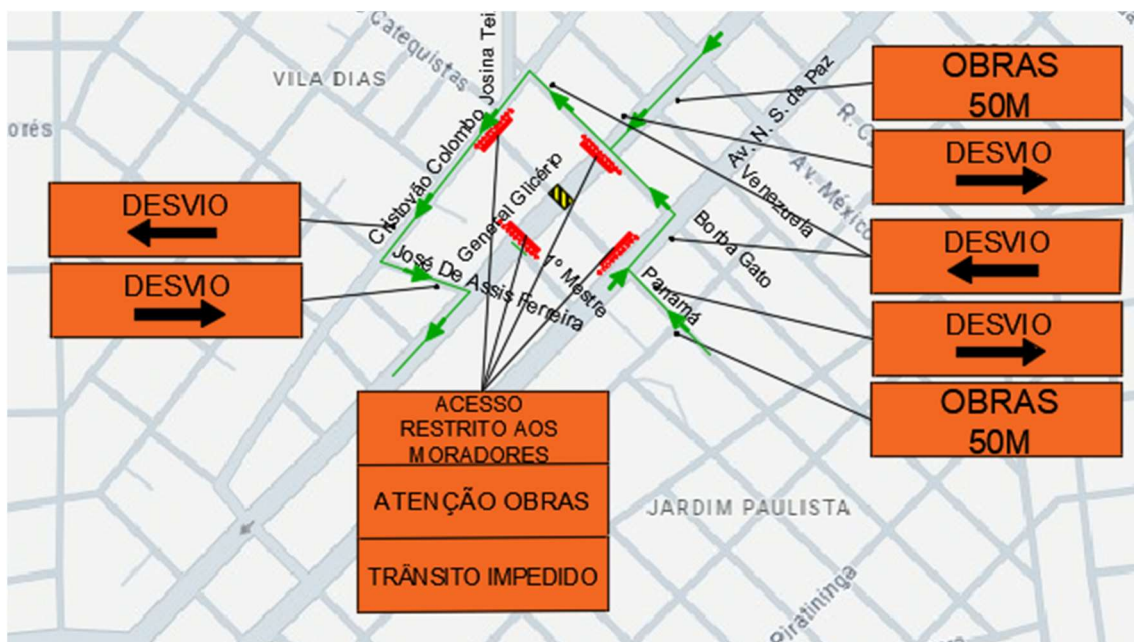 Catequistas
VILA DIAS
Josina Tei
orés
Cristovão Colombo
General Glicério
José De Assis Ferreira
1º Mestre
Av. N. S. da Paz
Venezuela
Av. México
Borba Gato
Panamá
OBRAS
50M
DESVIO
DESVIO
DESVIO
OBRAS
50M
DESVIO
DESVIO
ACESSO
RESTRITO AOS
MORADORES
ATENÇÃO OBRAS
TRÂNSITO IMPEDIDO
JARDIM PAULISTA
Piratininga